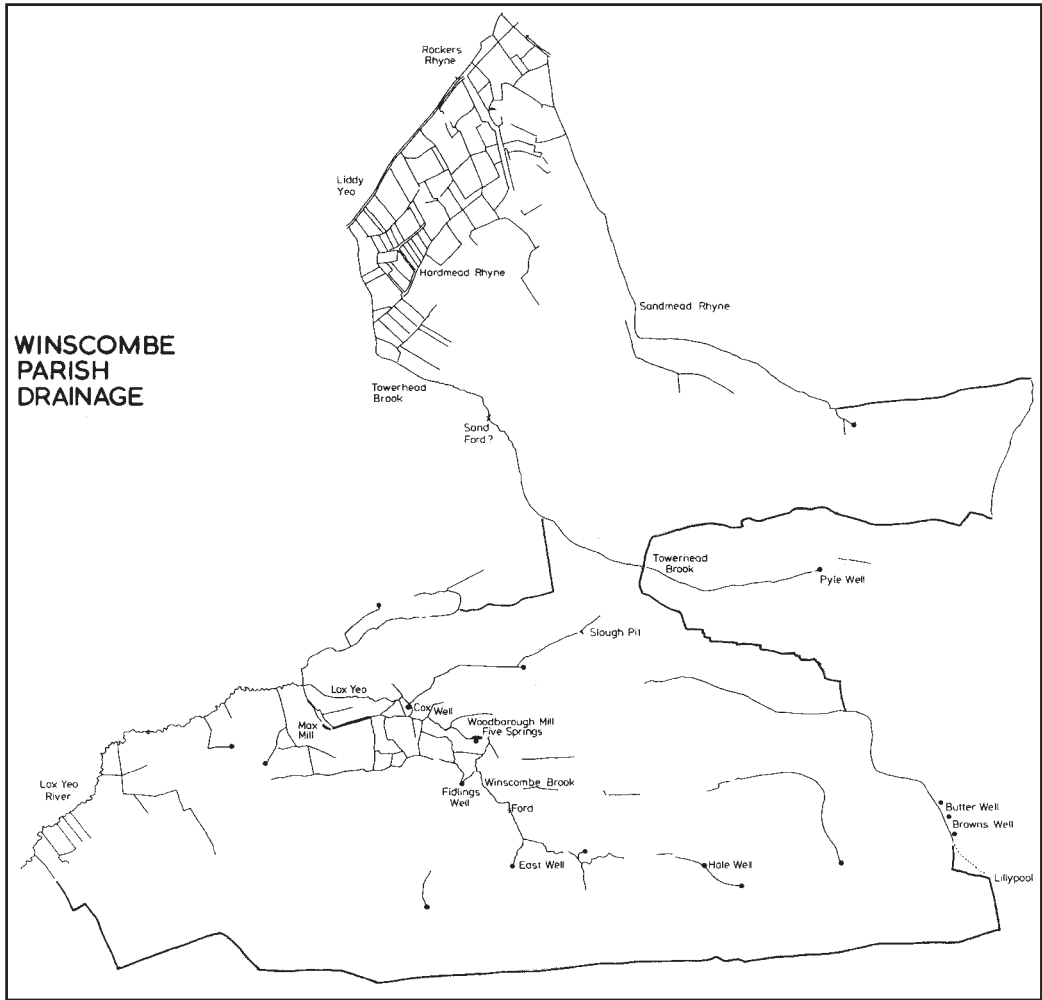 Rockers
Rhyne
Liddy
Yeo
Hardmead Rhyne
Sandmead Rhyne
WINSCOMBE
PARISH
DRAINAGE
Towerhead
Brook
Sand
Ford?
Towerhead
Brook
Pyle Well
Slough Pit
Lox Yeo
Cox Well
Max
Mill
Woodborough Mill
Five Springs
Lox Yeo
River
Winscombe Brook
Fidlings
Well
Ford
Butter Well
Browns Well
East Well
Hale Well
Lillypool